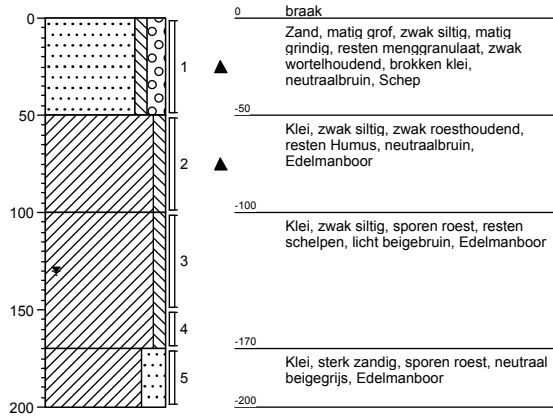 0
braak
Zand, matig grof, zwak siltig, matig
grindig, resten menggranulaat, zwak
wortelhoudend, brokken klei,
neutraalbruin, Schep
0
1
50
-50
Klei, zwak siltig, zwak roesthoudend,
resten Humus, neutraalbruin,
Edelmanboor
2
100
-100
Klei, zwak siltig, sporen roest, resten
schelpen, licht beigebruin, Edelmanboor
3
150
4
-170
Klei, sterk zandig, sporen roest, neutraal
beigegrijs, Edelmanboor
5
200
-200